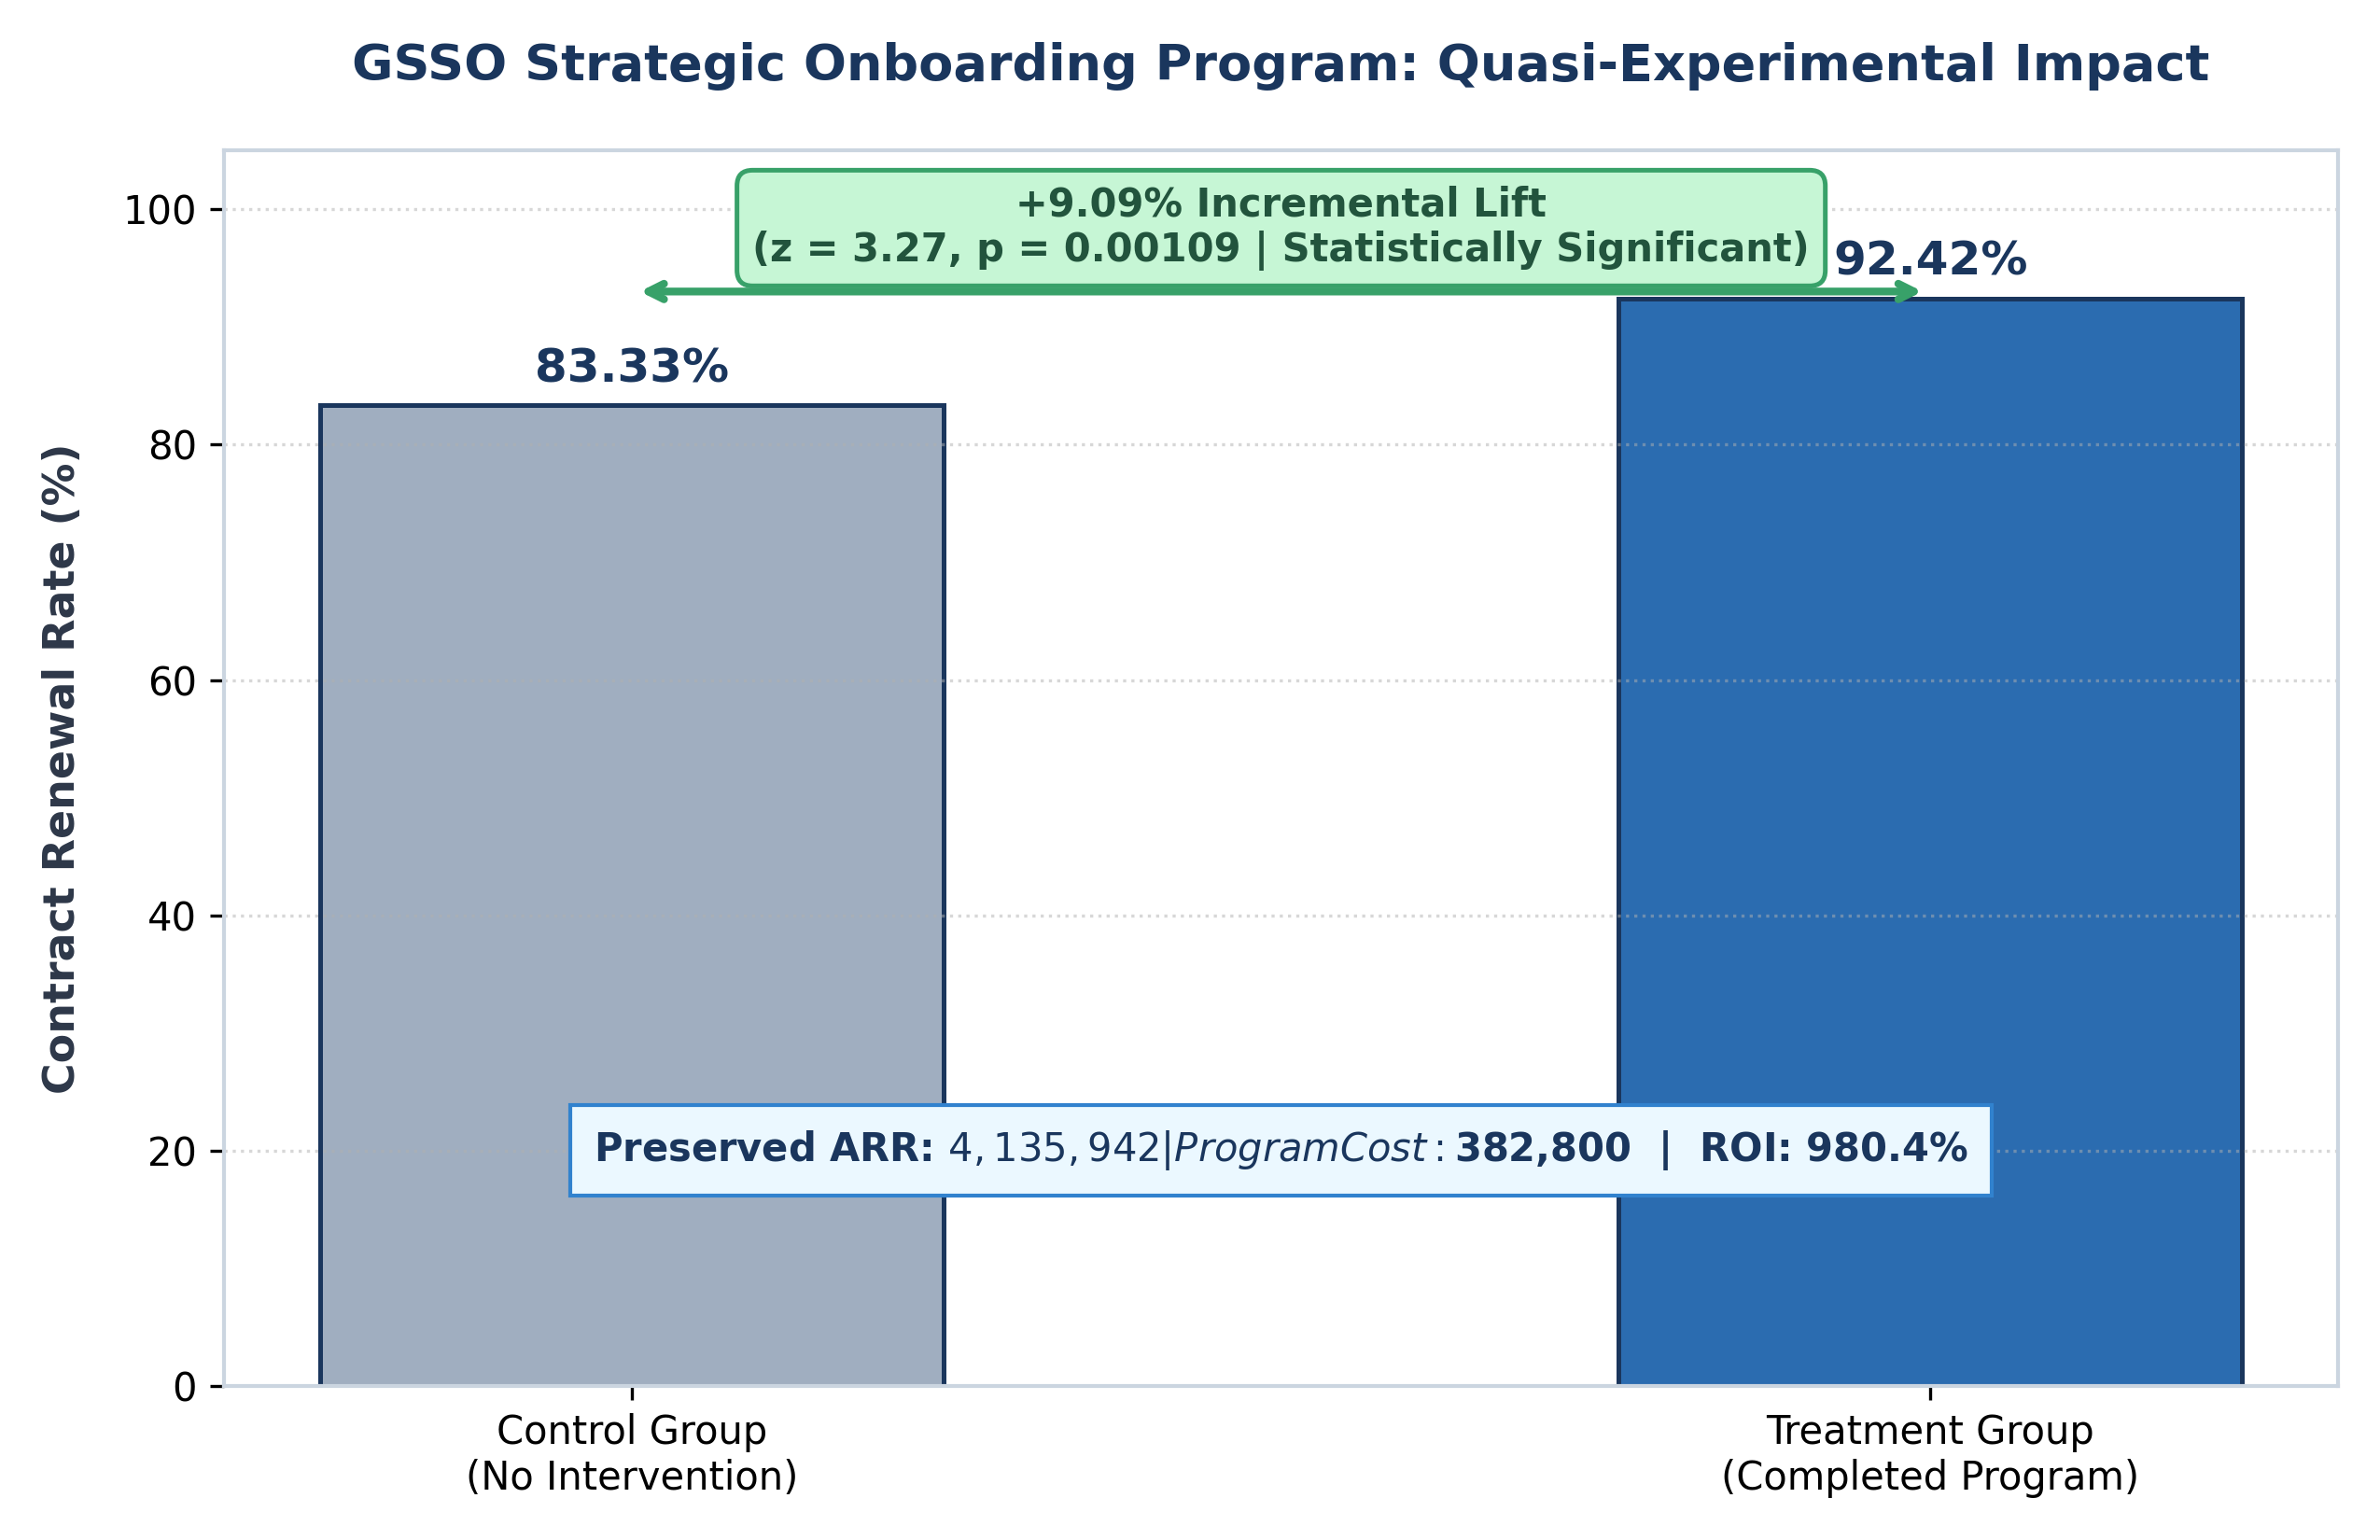 GSSO Strategic Onboarding Program: Quasi-Experimental Impact
+9.09% Incremental Lift
(z = 3.27, p = 0.00109 | Statistically Significant)
92.42%
83.33%
Contract Renewal Rate (%)
100
80
60
40
20
0
Preserved ARR: 4,135,942|ProgramCost:382,800 | ROI: 980.4%
Control Group
(No Intervention)
Treatment Group
(Completed Program)